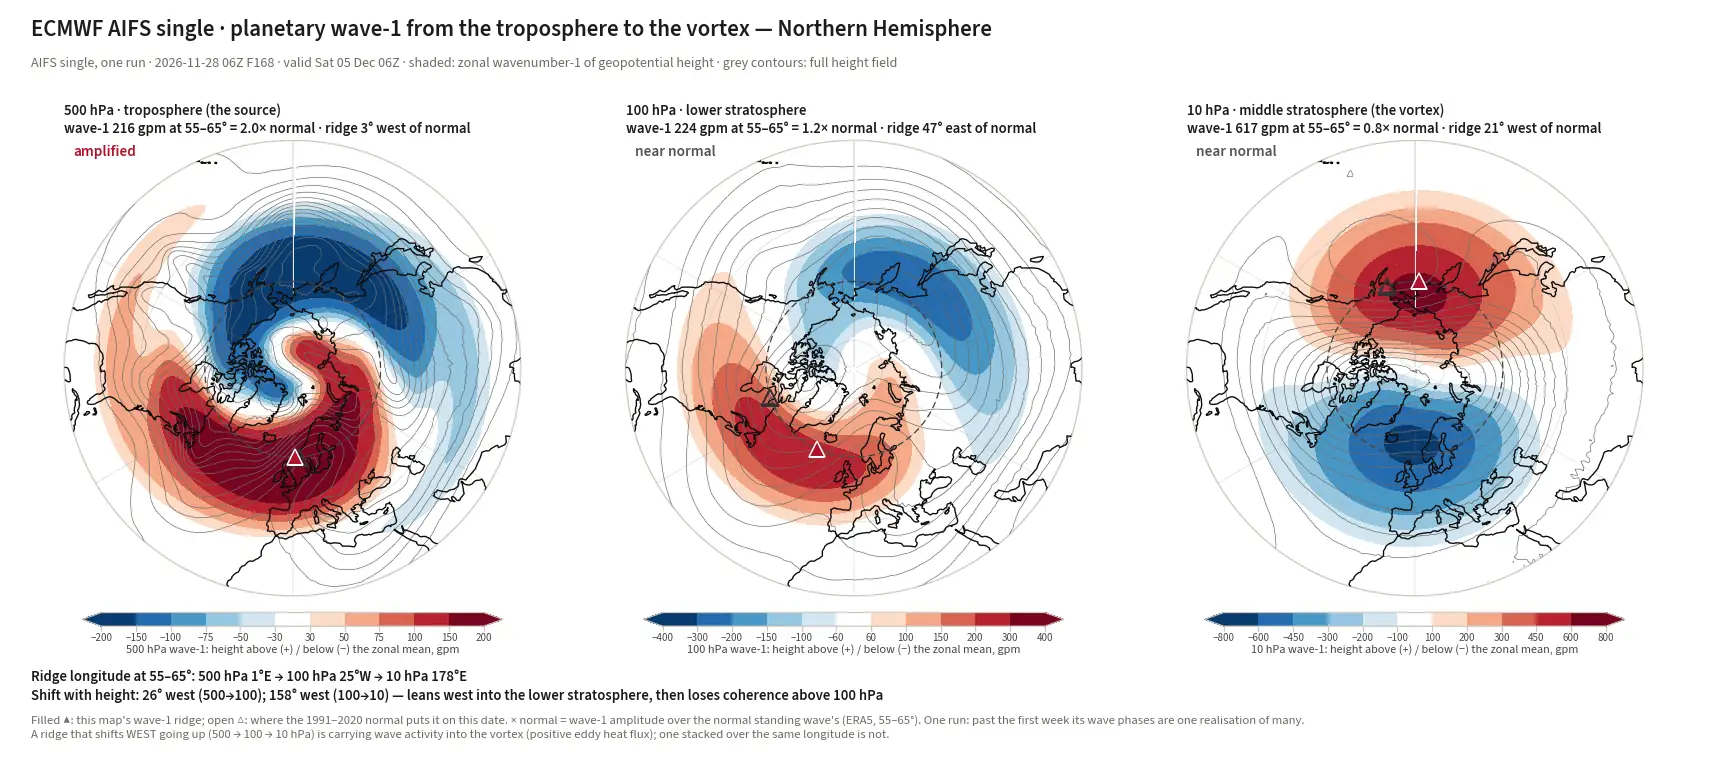 ECMWF AIFS single · planetary wave-1 from the troposphere to the vortex — Northern Hemisphere
AIFS single, one run · 2026-11-28 06Z F168 · valid Sat 05 Dec 06Z · shaded: zonal wavenumber-1 of geopotential height · grey contours: full height field
500 hPa · troposphere (the source)
wave-1 216 gpm at 55–65° = 2.0× normal · ridge 3° west of normal
amplified
100 hPa · lower stratosphere
wave-1 224 gpm at 55–65° = 1.2× normal · ridge 47° east of normal
near normal
10 hPa · middle stratosphere (the vortex)
wave-1 617 gpm at 55–65° = 0.8× normal · ridge 21° west of normal
near normal
−200 −150 −100 −75 −50 −30 30 50 75 100 150 200
500 hPa wave-1: height above (+) / below (−) the zonal mean, gpm
−400 −300 −200 −150 −100 −60 60 100 150 200 300 400
100 hPa wave-1: height above (+) / below (−) the zonal mean, gpm
−800 −600 −450 −300 −200 −100 100 200 300 450 600 800
10 hPa wave-1: height above (+) / below (−) the zonal mean, gpm
Ridge longitude at 55–65°: 500 hPa 1°E → 100 hPa 25°W → 10 hPa 178°E
Shift with height: 26° west (500→100); 158° west (100→10) — leans west into the lower stratosphere, then loses coherence above 100 hPa
Filled ▲: this map's wave-1 ridge; open △: where the 1991–2020 normal puts it on this date. × normal = wave-1 amplitude over the normal standing wave's (ERA5, 55–65°). One run: past the first week its wave phases are one realisation of many.
A ridge that shifts WEST going up (500 → 100 → 10 hPa) is carrying wave activity into the vortex (positive eddy heat flux); one stacked over the same longitude is not.